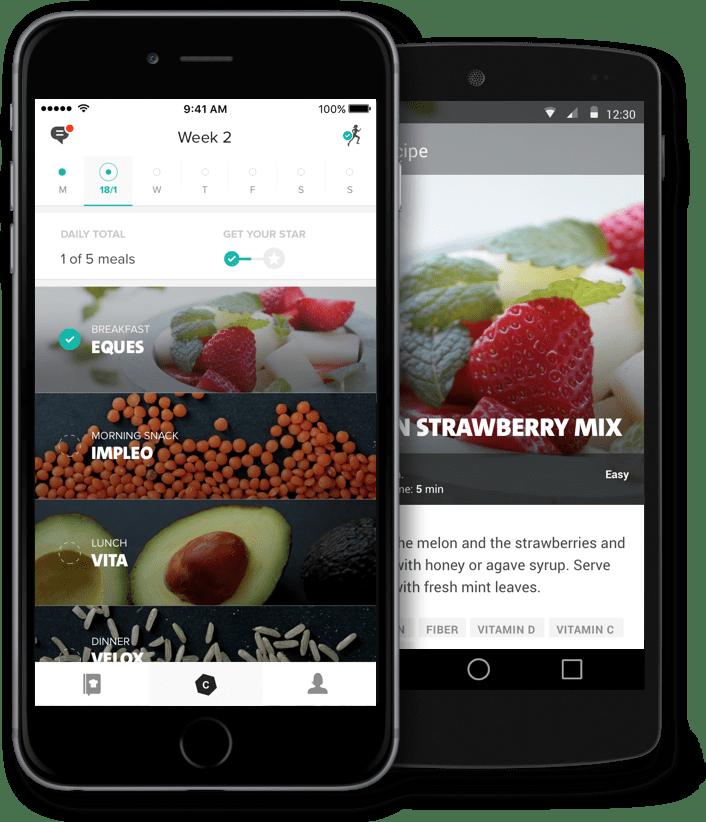 9:41 AM
100%
Week 2
M
18/1
W
T
F
S
S
DAILY TOTAL
GET YOUR STAR
1 of 5 meals
BREAKFAST
EQUES
MORNING SNACK
IMPLEO
LUNCH
VITA
DINNER
VELOX
C
12:30
cipe
N STRAWBERRY MIX
Easy
me: 5 min
he melon and the strawberries and
with honey or agave syrup. Serve
with fresh mint leaves.
N FIBER VITAMIN D VITAMIN C